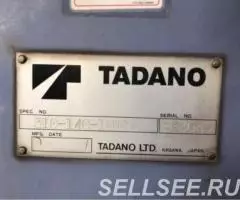 TADANO
SPEC. NO.
SERIAL NO.
MFG. DATE
TADANO LTD. KAGAWA, JAPAN
SELLSEE.RU